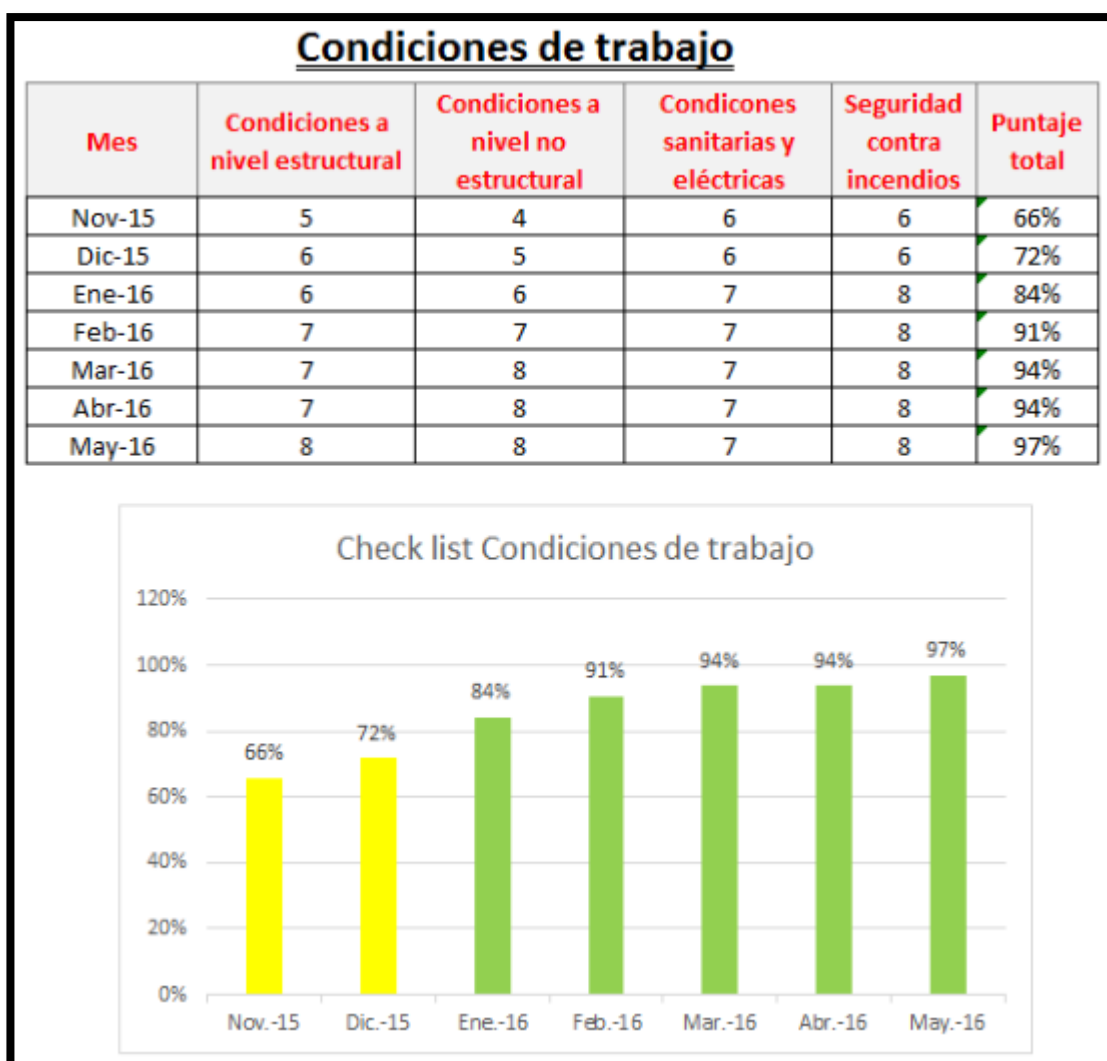 Condiciones de trabajo
Mes
Condiciones a
nivel estructural
Condiciones a
nivel no
estructural
Condicones
sanitarias y
eléctricas
Seguridad
contra
incendios
Puntaje
total
Nov-15 5 4 6 6 66%
Dic-15 6 5 6 6 72%
Ene-16 6 6 7 8 84%
Feb-16 7 7 7 8 91%
Mar-16 7 8 7 8 94%
Abr-16 7 8 7 8 94%
May-16 8 8 7 8 97%
Check list Condiciones de trabajo
120%
100%
80%
60%
40%
20%
0%
66%
72%
84%
91%
94%
94%
97%
Nov.-15 Dic.-15 Ene.-16 Feb.-16 Mar.-16 Abr.-16 May.-16